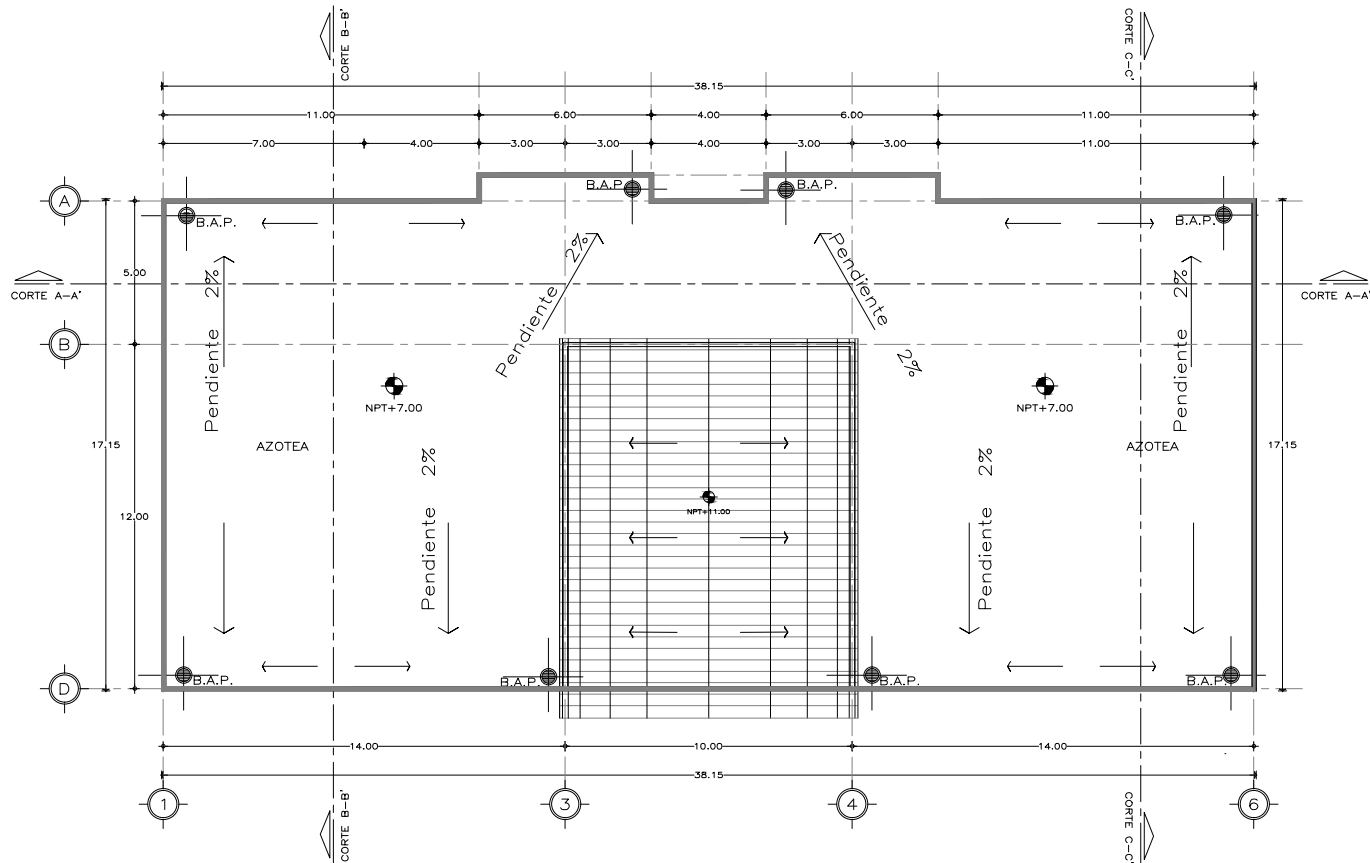 CORTE B-B'
CORTE C-C'
38.15
11.00
6.00
4.00
6.00
11.00
7.00
4.00
3.00
3.00
4.00
3.00
3.00
11.00
B.A.P
B.A.P.
A
B.A.P.
B.A.P.
5.00
Pendiente 2%
Pendiente 2%
Pendiente 2%
Pendiente 2%
CORTE A-A'
CORTE A-A'
B
NPT+7.00
NPT+7.00
17.15
AZOTEA
AZOTEA
17.15
Pendiente 2%
Pendiente 2%
NPT+11.00
12.00
B.A.P.
B.A.P.
B.A.P.
B.A.P.
D
14.00
10.00
14.00
38.15
1
3
4
6
CORTE B-B'
CORTE C-C'